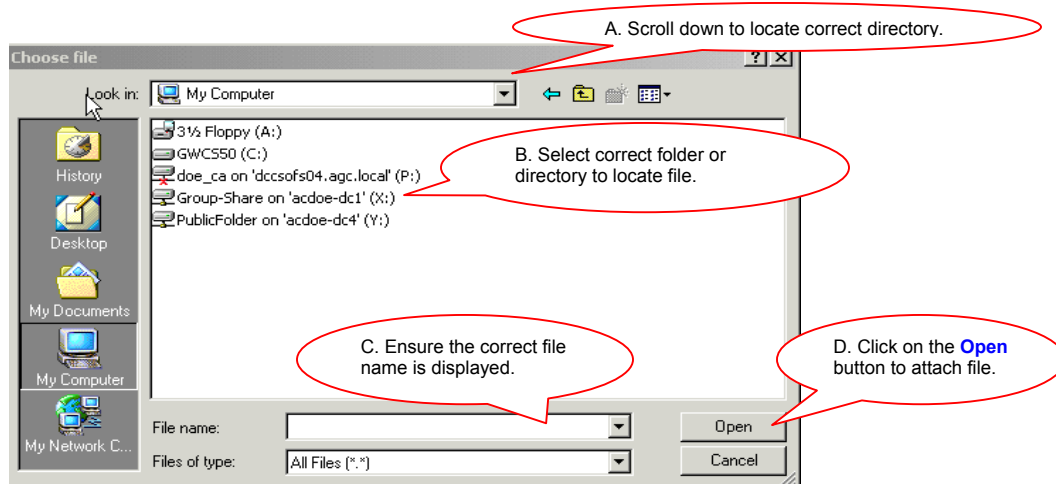 A. Scroll down to locate correct directory.
Choose file
Look in:
My Computer
3½ Floppy (A:)
GWCS50 (C:)
doe_ca on 'dccsofs04.agc.local' (P:)
Group-Share on 'acdoe-dc1' (X:)
PublicFolder on 'acdoe-dc4' (Y:)
B. Select correct folder or
directory to locate file.
History
Desktop
My Documents
My Computer
My Network C...
C. Ensure the correct file
name is displayed.
D. Click on the Open
button to attach file.
File name:
Open
Files of type:
All Files (*.*)
Cancel